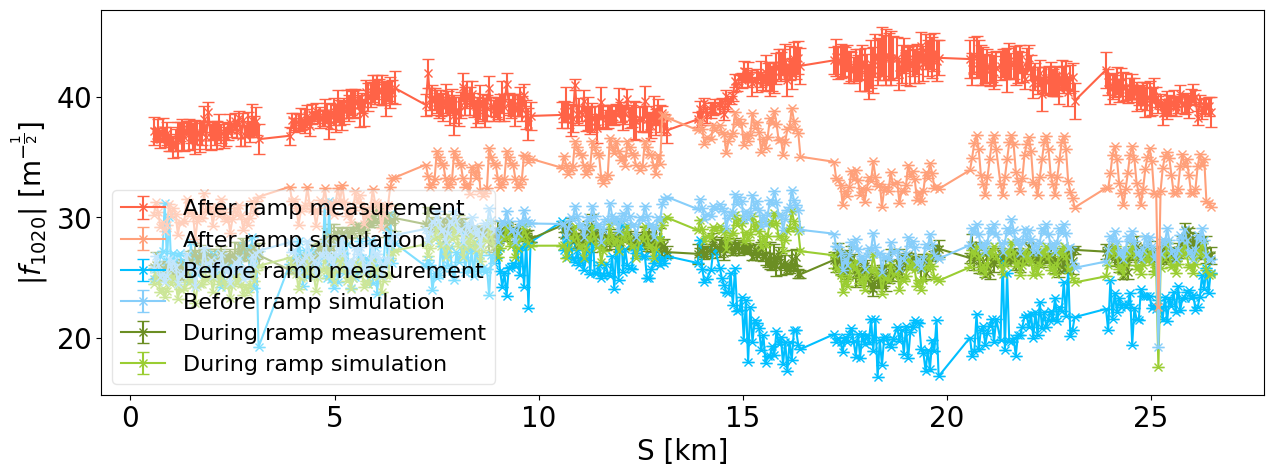 |f₁₀₂₀| [m^{-1/2}]
40
30
20
After ramp measurement
After ramp simulation
Before ramp measurement
Before ramp simulation
During ramp measurement
During ramp simulation
0 5 10 15 20 25
S [km]